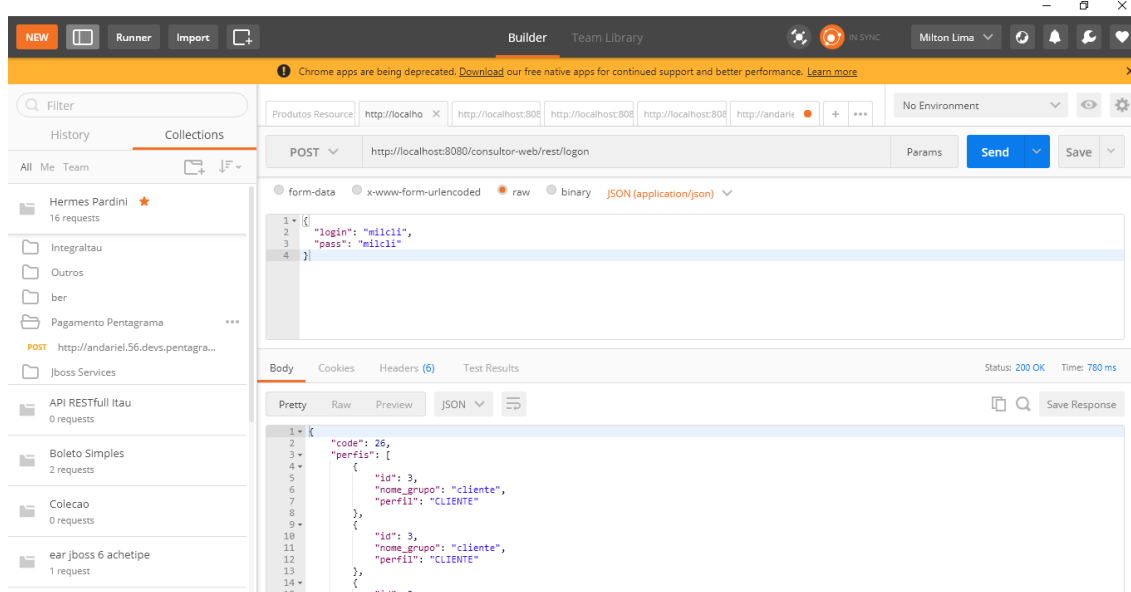 NEW Runner Import Builder Team Library IN SYNC Milton Lima
Chrome apps are being deprecated. Download our free native apps for continued support and better performance. Learn more
Filter
History Collections
All Me Team
Hermes Pardini
16 requests
IntegraItau
Outros
ber
Pagamento Pentagrama
POST http://andariel.56.devs.pentagra...
Jboss Services
API RESTfull Itau
0 requests
Boleto Simples
2 requests
Colecao
0 requests
ear jboss 6 achetipe
1 request
Produtos Resource http://localho http://localhost:808 http://localhost:808 http://localhost:808 http://andarie + No Environment
POST http://localhost:8080/consultor-web/rest/logon Params Send Save
form-data x-www-form-urlencoded raw binary JSON (application/json)
1 {
2 "login": "milcli",
3 "pass": "milcli"
4 }
Body Cookies Headers (6) Test Results Status: 200 OK Time: 780 ms
Pretty Raw Preview JSON Save Response
1 {
2 "code": 26,
3 "perfis": [
4 {
5 "id": 3,
6 "nome_grupo": "cliente",
7 "perfil": "CLIENTE"
8 },
9 {
10 "id": 3,
11 "nome_grupo": "cliente",
12 "perfil": "CLIENTE"
13 },
14 {